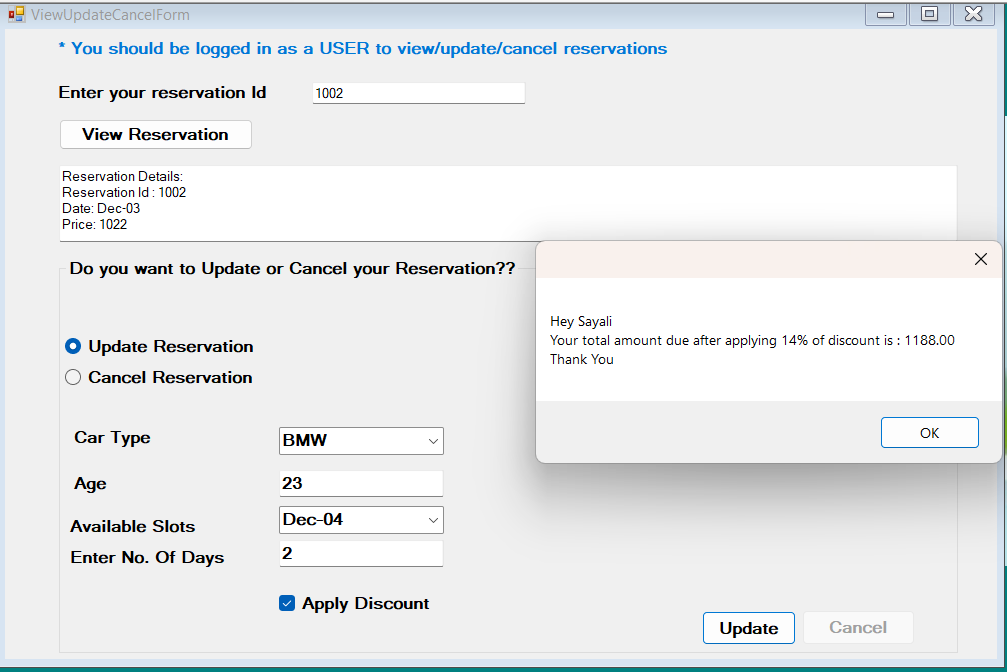 ViewUpdateCancelForm
* You should be logged in as a USER to view/update/cancel reservations
Enter your reservation Id
1002
View Reservation
Reservation Details:
Reservation Id : 1002
Date: Dec-03
Price: 1022
Do you want to Update or Cancel your Reservation??
Hey Sayali
Your total amount due after applying 14% of discount is : 1188.00
Thank You
OK
Update Reservation
Cancel Reservation
Car Type
BMW
Age
23
Available Slots
Dec-04
Enter No. Of Days
2
Apply Discount
Update
Cancel